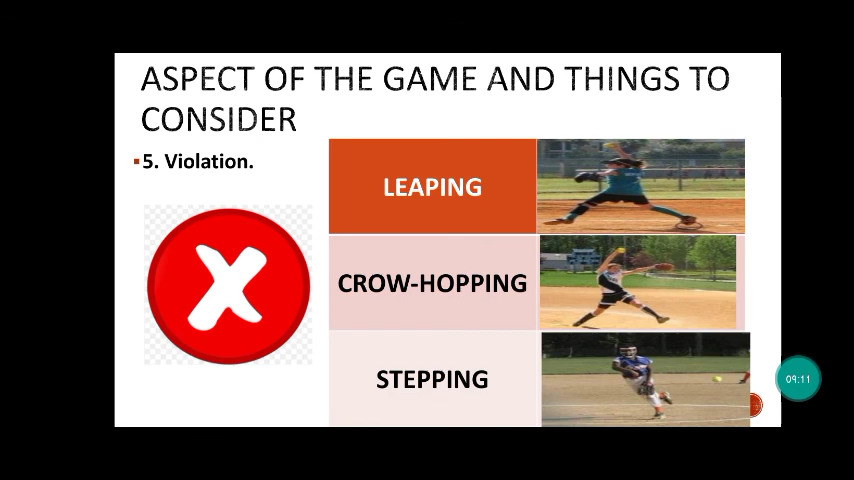 ASPECT OF THE GAME AND THINGS TO
CONSIDER
5. Violation.
LEAPING
CROW-HOPPING
STEPPING
09:11